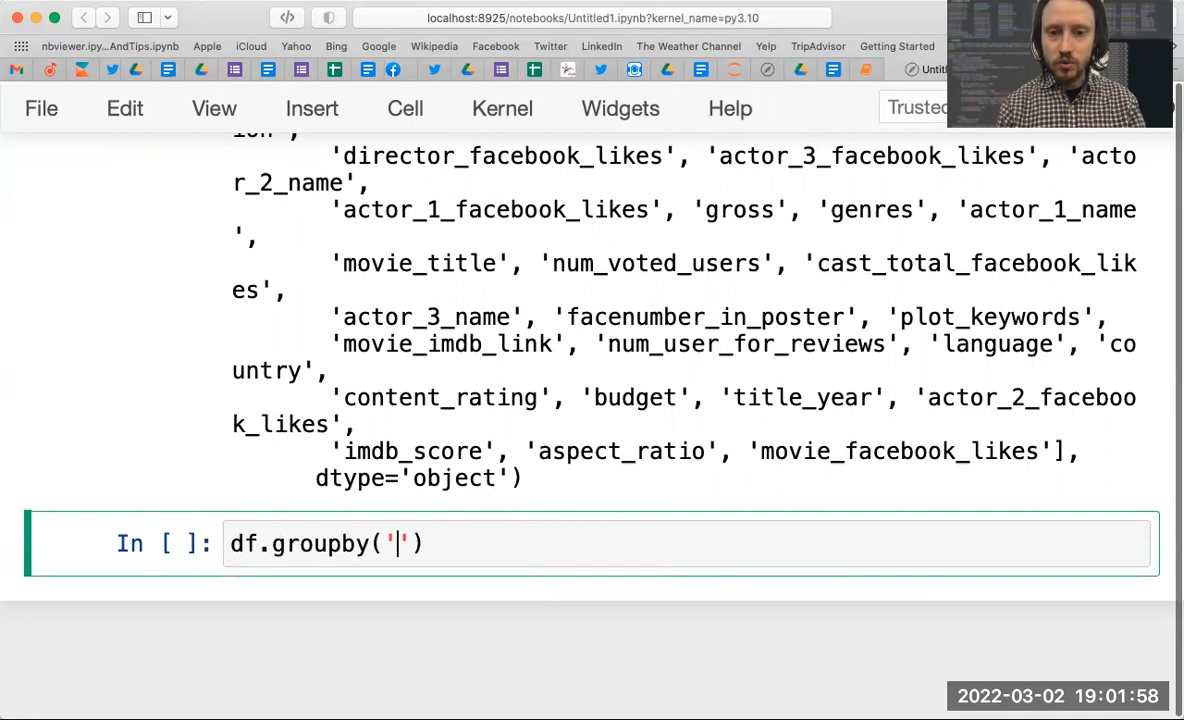 localhost:8925/notebooks/Untitled1.ipynb?kernel_name=py3.10
nbviewer.ipy…AndTips.ipynb Apple iCloud Yahoo Bing Google Wikipedia Facebook Twitter LinkedIn The Weather Channel Yelp TripAdvisor Getting Started
Untit
File Edit View Insert Cell Kernel Widgets Help Trusted
ion',
'director_facebook_likes', 'actor_3_facebook_likes', 'acto
r_2_name',
'actor_1_facebook_likes', 'gross', 'genres', 'actor_1_name
',
'movie_title', 'num_voted_users', 'cast_total_facebook_lik
es',
'actor_3_name', 'facenumber_in_poster', 'plot_keywords',
'movie_imdb_link', 'num_user_for_reviews', 'language', 'co
untry',
'content_rating', 'budget', 'title_year', 'actor_2_faceboo
k_likes',
'imdb_score', 'aspect_ratio', 'movie_facebook_likes'],
dtype='object')
In [ ]: df.groupby('')
2022-03-02 19:01:58